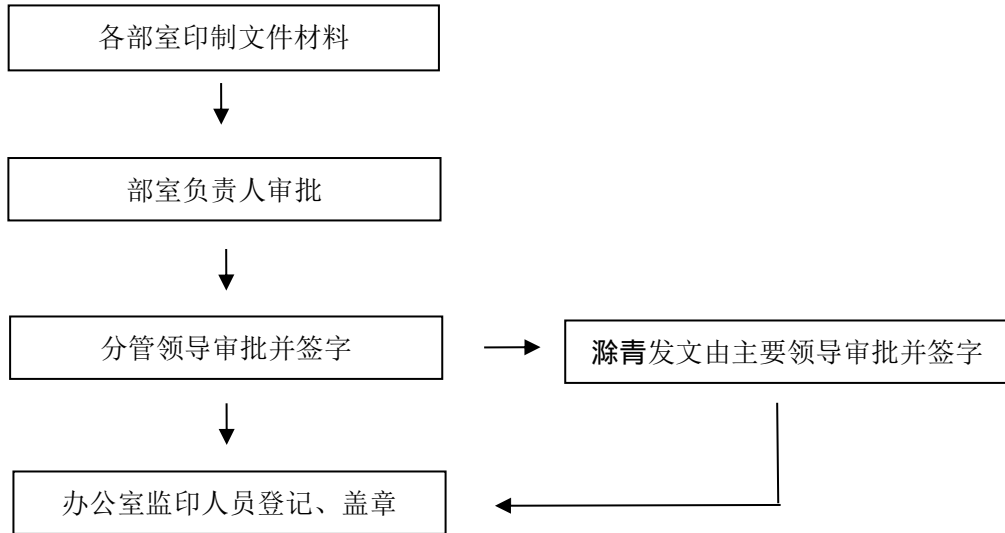 各部室印制文件材料
部室负责人审批
分管领导审批并签字
滁青发文由主要领导审批并签字
办公室监印人员登记、盖章